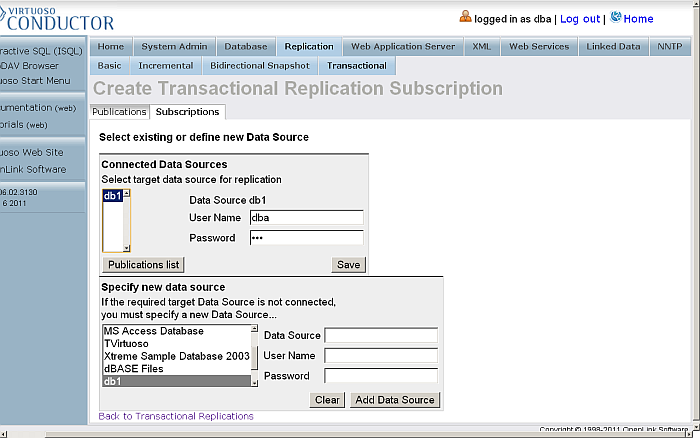 VIRTUOSO
CONDUCTOR
logged in as dba | Log out | Home
ractive SQL (ISQL)
DAV Browser
uoso Start Menu
umentation (web)
orials (web)
uoso Web Site
nLink Software
06.02.3130
6 2011
Home System Admin Database Replication Web Application Server XML Web Services Linked Data NNTP
Basic Incremental Bidirectional Snapshot Transactional
Create Transactional Replication Subscription
Publications Subscriptions
Select existing or define new Data Source
Connected Data Sources
Select target data source for replication
db1
Data Source db1
User Name dba
Password •••
Publications list Save
Specify new data source
If the required target Data Source is not connected,
you must specify a new Data Source...
MS Access Database
TVirtuoso
Xtreme Sample Database 2003
dBASE Files
db1
Data Source
User Name
Password
Clear Add Data Source
Back to Transactional Replications
Copyright © 1998-2011 OpenLink Software